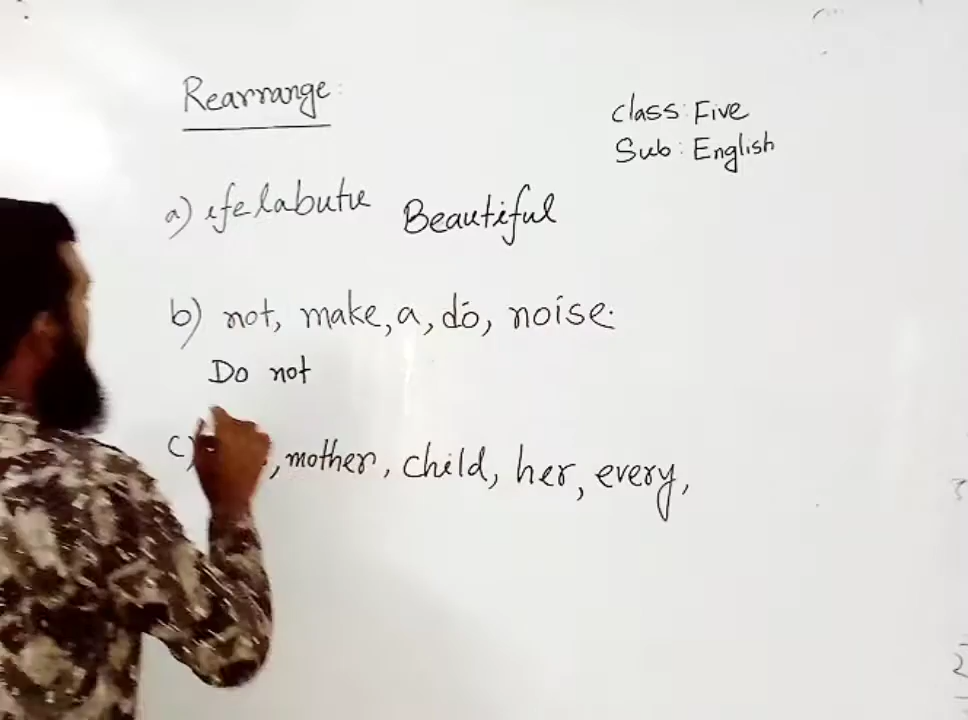 Rearrange:
class: Five
Sub: English
a) ifelabutu Beautiful
b) not, make, a, do, noise.
Do not
c) , mother, child, her, every,